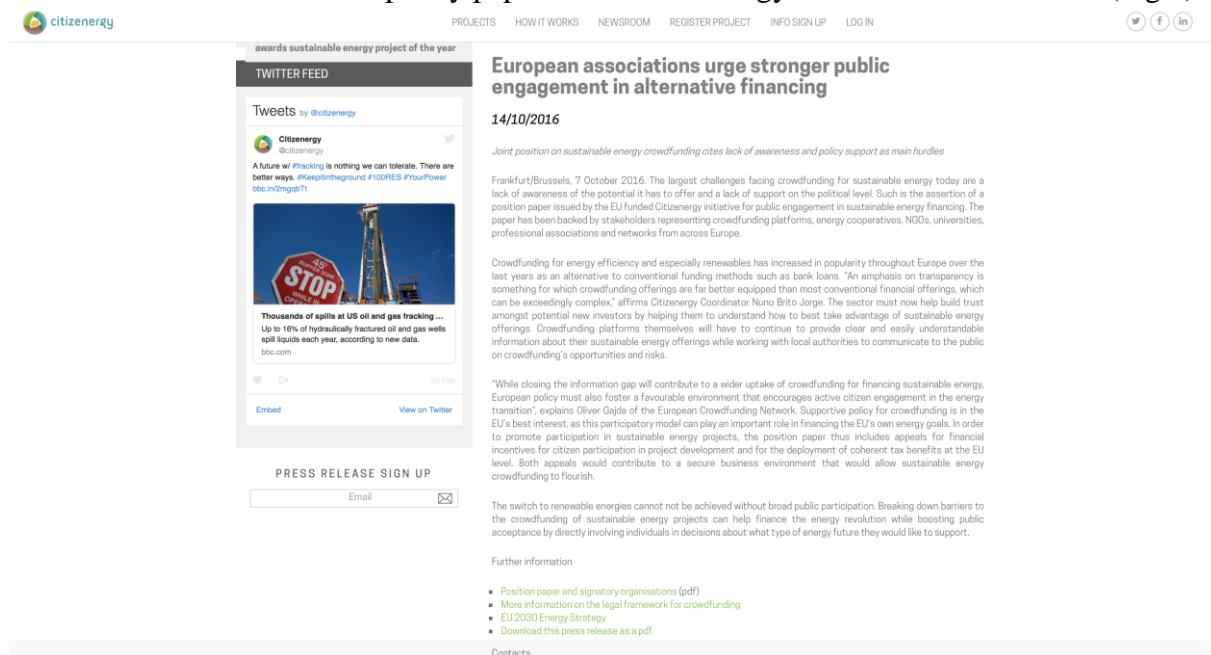 citizenergy
PROJECTS HOW IT WORKS NEWSROOM REGISTER PROJECT INFO SIGN UP LOG IN
awards sustainable energy project of the year
TWITTER FEED
Tweets by @citizenergy
Citizenergy
@citizenergy
A future w/ #fracking is nothing we can tolerate. There are
better ways. #Keepitintheground #100RES #YourPower
bbc.in/2mgqbTt
45'
STOP
WHILE IN
Thousands of spills at US oil and gas fracking ...
Up to 16% of hydraulically fractured oil and gas wells
spill liquids each year, according to new data.
bbc.com
25 Feb
Embed View on Twitter
PRESS RELEASE SIGN UP
Email
European associations urge stronger public
engagement in alternative financing
14/10/2016
Joint position on sustainable energy crowdfunding cites lack of awareness and policy support as main hurdles
Frankfurt/Brussels, 7 October 2016. The largest challenges facing crowdfunding for sustainable energy today are a
lack of awareness of the potential it has to offer and a lack of support on the political level. Such is the assertion of a
position paper issued by the EU funded Citizenergy initiative for public engagement in sustainable energy financing. The
paper has been backed by stakeholders representing crowdfunding platforms, energy cooperatives, NGOs, universities,
professional associations and networks from across Europe.
Crowdfunding for energy efficiency and especially renewables has increased in popularity throughout Europe over the
last years as an alternative to conventional funding methods such as bank loans. "An emphasis on transparency is
something for which crowdfunding offerings are far better equipped than most conventional financial offerings, which
can be exceedingly complex," affirms Citizenergy Coordinator Nuno Brito Jorge. The sector must now help build trust
amongst potential new investors by helping them to understand how to best take advantage of sustainable energy
offerings. Crowdfunding platforms themselves will have to continue to provide clear and easily understandable
information about their sustainable energy offerings while working with local authorities to communicate to the public
on crowdfunding's opportunities and risks.
"While closing the information gap will contribute to a wider uptake of crowdfunding for financing sustainable energy,
European policy must also foster a favourable environment that encourages active citizen engagement in the energy
transition", explains Oliver Gajda of the European Crowdfunding Network. Supportive policy for crowdfunding is in the
EU's best interest, as this participatory model can play an important role in financing the EU's own energy goals. In order
to promote participation in sustainable energy projects, the position paper thus includes appeals for financial
incentives for citizen participation in project development and for the deployment of coherent tax benefits at the EU
level. Both appeals would contribute to a secure business environment that would allow sustainable energy
crowdfunding to flourish.
The switch to renewable energies cannot not be achieved without broad public participation. Breaking down barriers to
the crowdfunding of sustainable energy projects can help finance the energy revolution while boosting public
acceptance by directly involving individuals in decisions about what type of energy future they would like to support.
Further information
Position paper and signatory organisations (pdf)
More information on the legal framework for crowdfunding
EU 2030 Energy Strategy
Download this press release as a pdf
Contacts